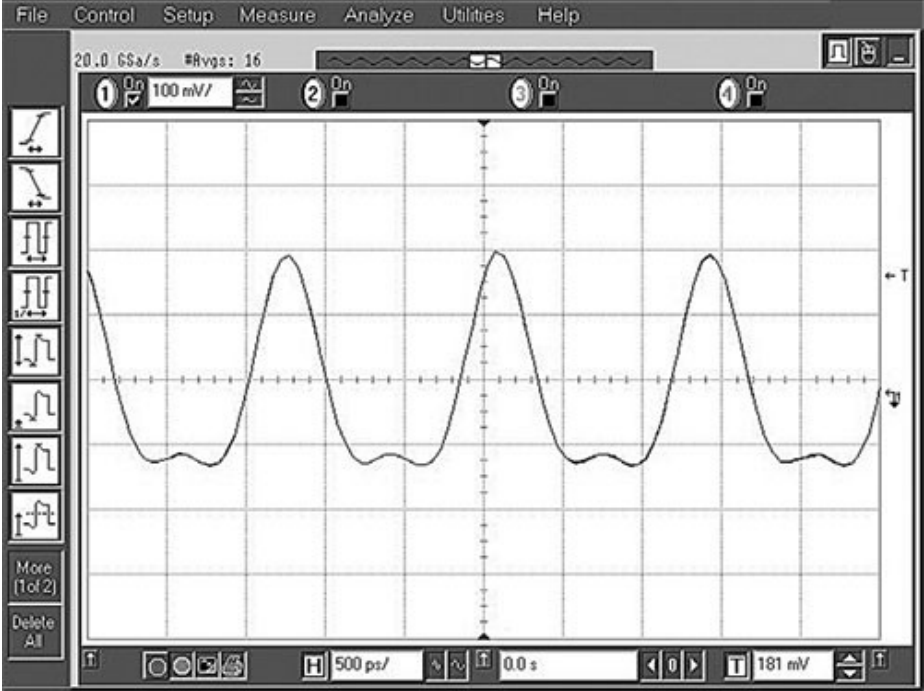 File Control Setup Measure Analyze Utilities Help
20.0 GSa/s #Avgs: 16
1 On 100 mV/ 2 On 3 On 4 On
T
1/
More
(1of 2)
Delete
All
H 500 ps/ 0.0 s 0 T 181 mV